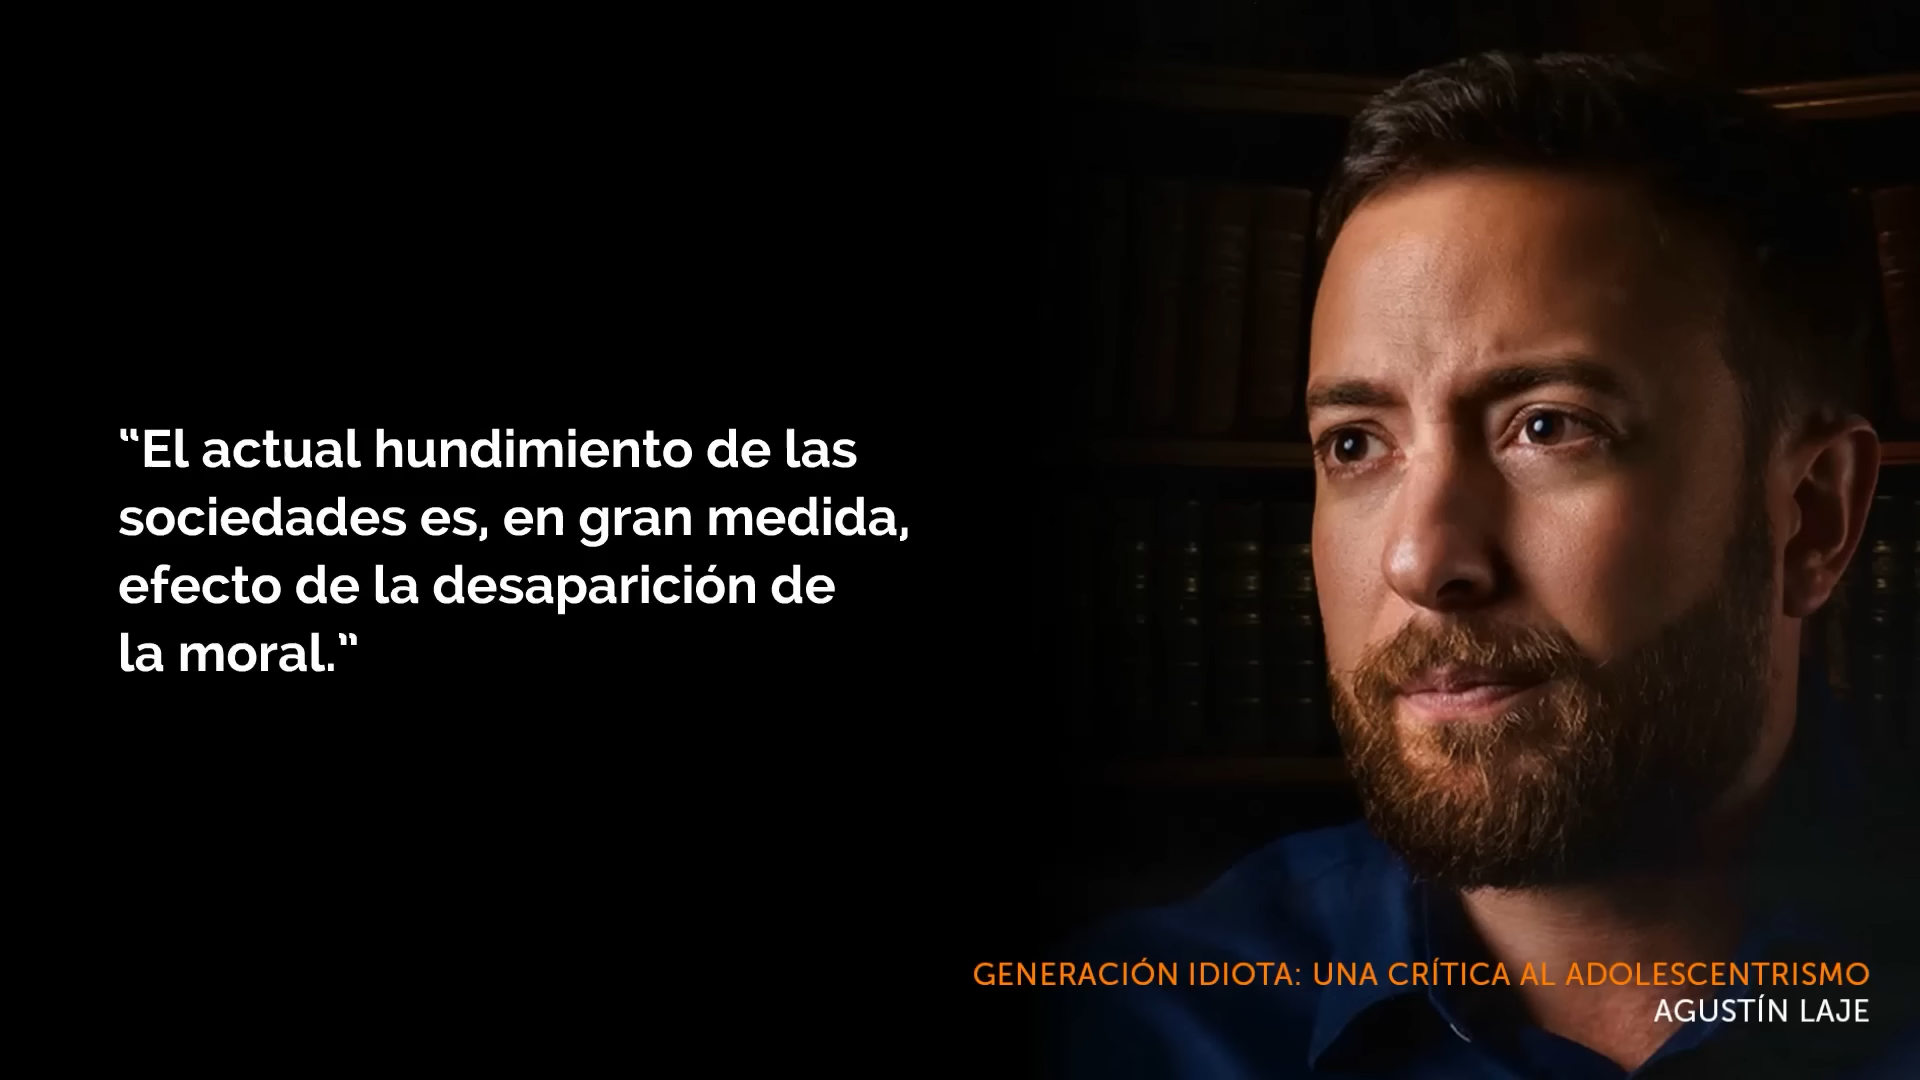 “El actual hundimiento de las
sociedades es, en gran medida,
efecto de la desaparición de
la moral.”
GENERACIÓN IDIOTA: UNA CRÍTICA AL ADOLESCENTRISMO
AGUSTÍN LAJE